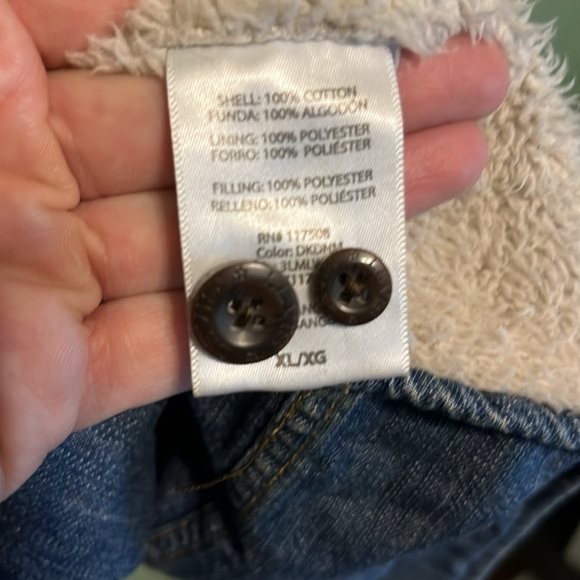 SHELL: 100% COTTON
FUNDA: 100% ALGODÓN
LINING: 100% POLYESTER
FORRO: 100% POLIÉSTER
FILLING: 100% POLYESTER
RELLENO: 100% POLIÉSTER
RN# 117508
Color: DKDNM
XL/XG